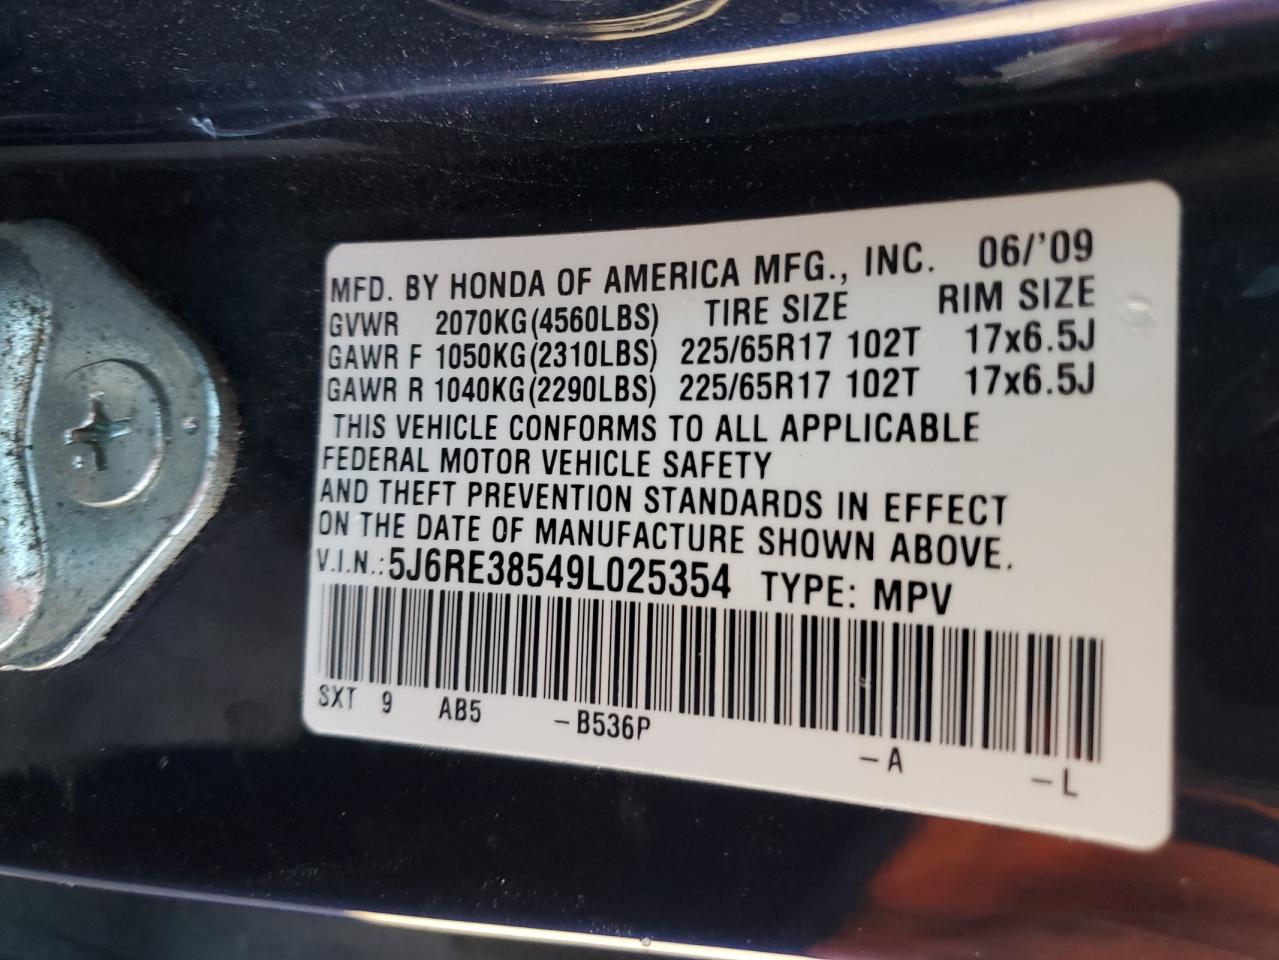 MFD. BY HONDA OF AMERICA MFG., INC. 06/'09
GVWR 2070KG(4560LBS) TIRE SIZE RIM SIZE
GAWR F 1050KG(2310LBS) 225/65R17 102T 17x6.5J
GAWR R 1040KG(2290LBS) 225/65R17 102T 17x6.5J
THIS VEHICLE CONFORMS TO ALL APPLICABLE
FEDERAL MOTOR VEHICLE SAFETY
AND THEFT PREVENTION STANDARDS IN EFFECT
ON THE DATE OF MANUFACTURE SHOWN ABOVE.
V.I.N.: 5J6RE38549L025354 TYPE: MPV
SXT 9 AB5 -B536P -A -L